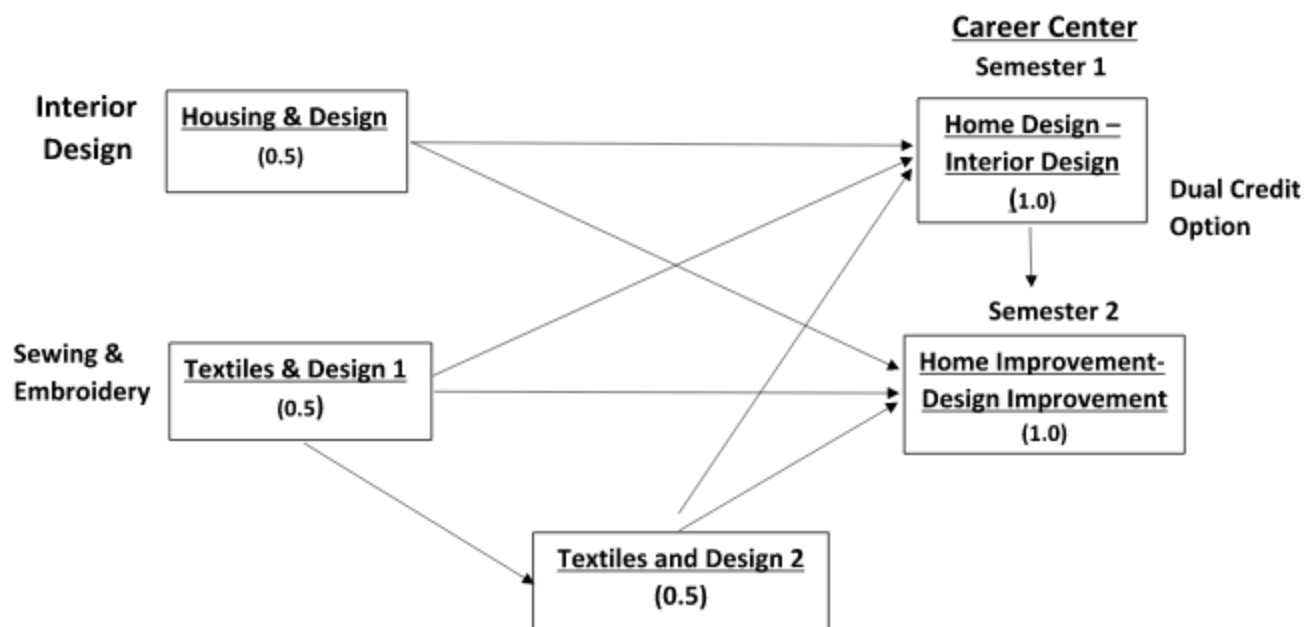 Career Center
Semester 1
Interior
Design
Housing & Design
(0.5)
Home Design –
Interior Design
(1.0)
Dual Credit
Option
Semester 2
Sewing &
Embroidery
Textiles & Design 1
(0.5)
Home Improvement-
Design Improvement
(1.0)
Textiles and Design 2
(0.5)